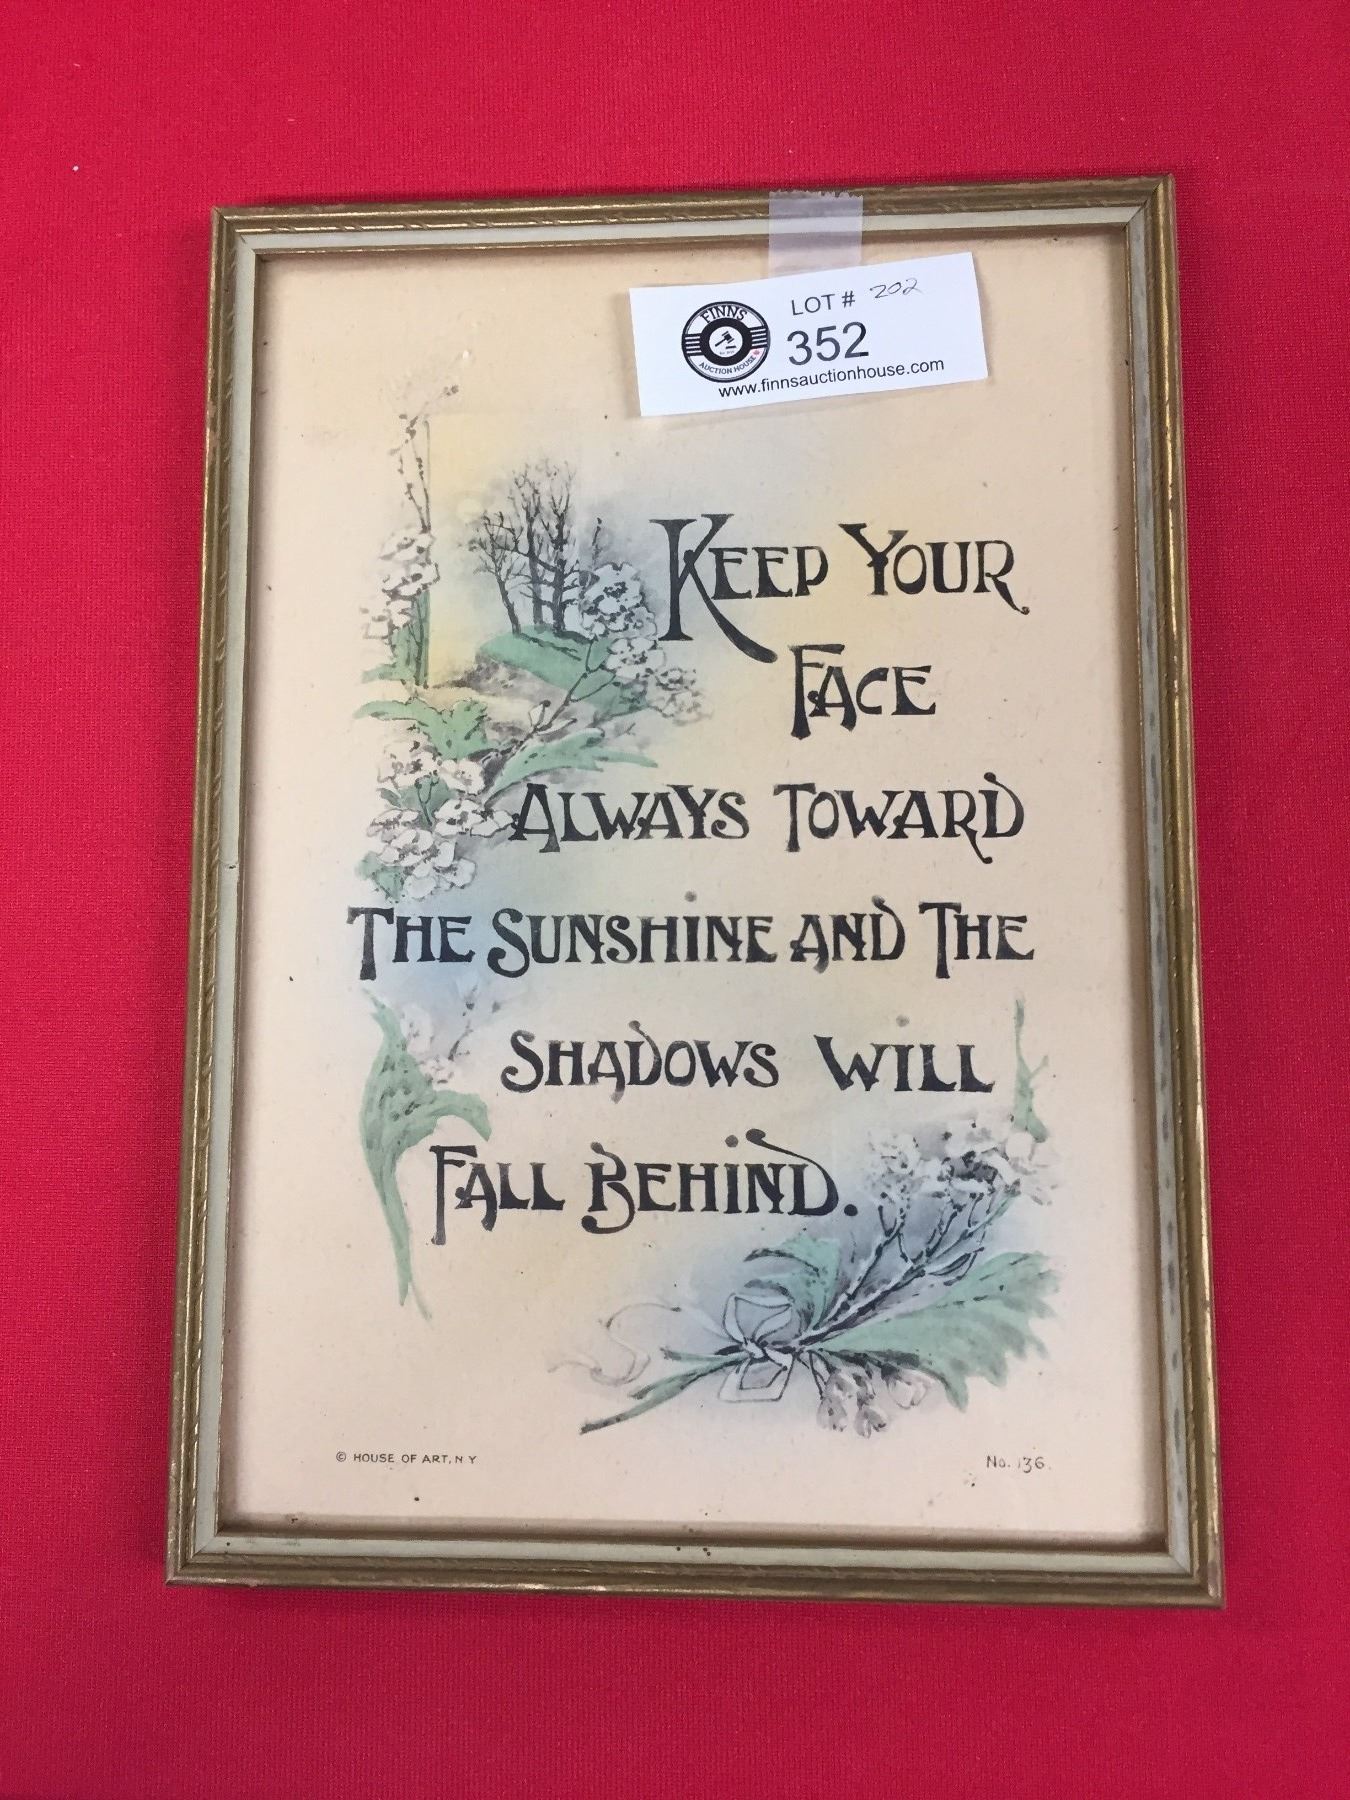 LOT # 202
FINNS
352
AUCTION HOUSE
www.finnsauctionhouse.com
KEEP YOUR
FACE
ALWAYS TOWARD
THE SUNSHINE AND THE
SHADOWS WILL
FALL BEHIND.
© HOUSE OF ART, N Y
No. 136